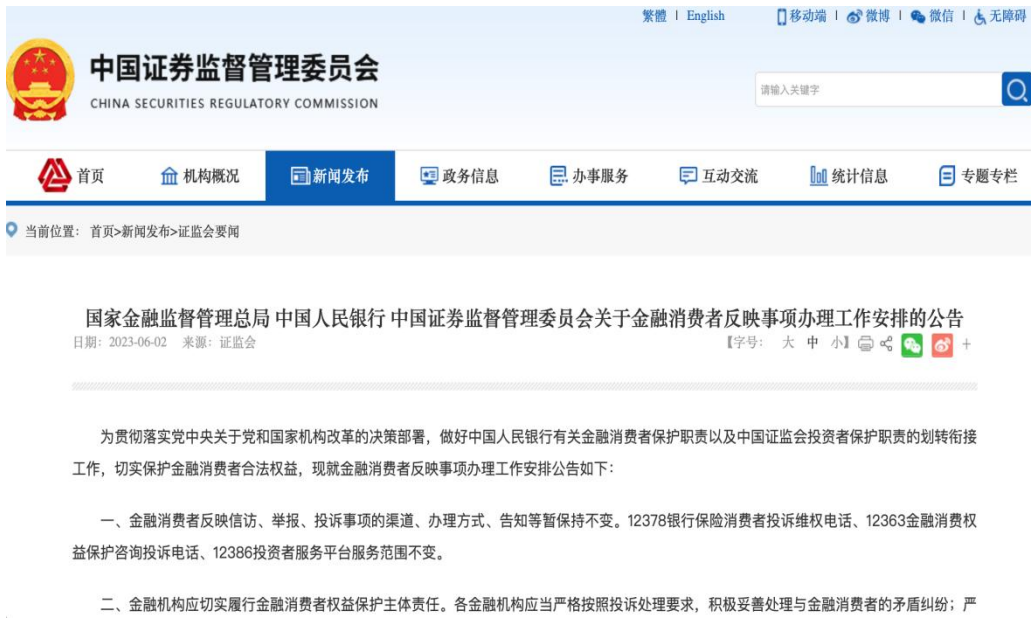 繁體 | English 移动端 | 微博 | 微信 | 无障碍
中国证券监督管理委员会
CHINA SECURITIES REGULATORY COMMISSION
请输入关键字
首页 机构概况 新闻发布 政务信息 办事服务 互动交流 统计信息 专题专栏
当前位置: 首页>新闻发布>证监会要闻
国家金融监督管理总局 中国人民银行 中国证券监督管理委员会关于金融消费者反映事项办理工作安排的公告
日期: 2023-06-02 来源: 证监会 【字号: 大 中 小】
为贯彻落实党中央关于党和国家机构改革的决策部署，做好中国人民银行有关金融消费者保护职责以及中国证监会投资者保护职责的划转衔接
工作，切实保护金融消费者合法权益，现就金融消费者反映事项办理工作安排公告如下：
一、金融消费者反映信访、举报、投诉事项的渠道、办理方式、告知等暂保持不变。12378银行保险消费者投诉维权电话、12363金融消费权
益保护咨询投诉电话、12386投资者服务平台服务范围不变。
二、金融机构应切实履行金融消费者权益保护主体责任。各金融机构应当严格按照投诉处理要求，积极妥善处理与金融消费者的矛盾纠纷；严